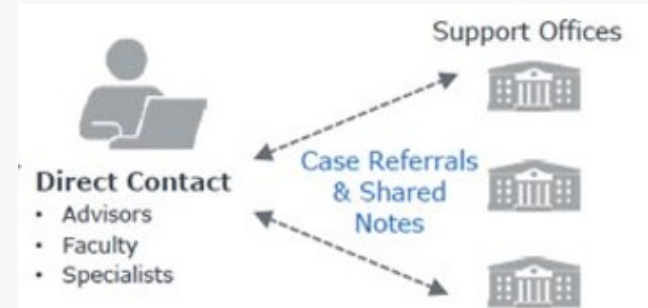 Support Offices
Case Referrals
& Shared
Notes
Direct Contact
• Advisors
• Faculty
• Specialists